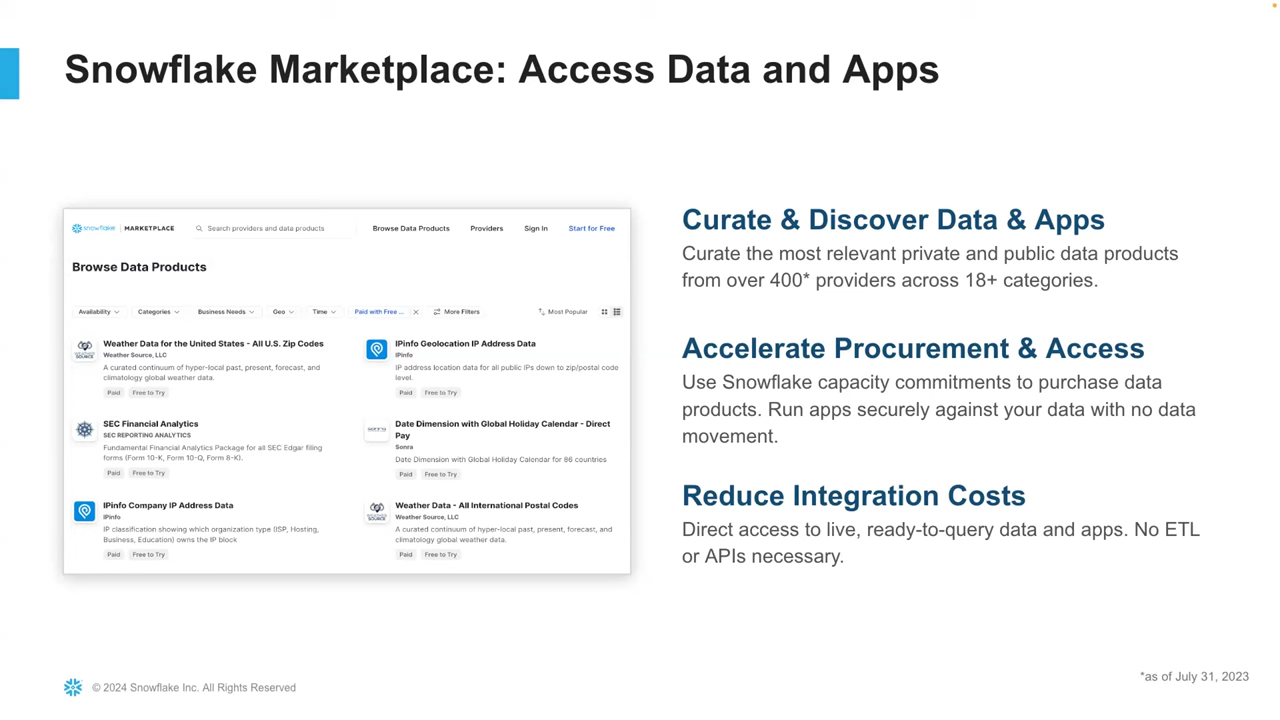 Snowflake Marketplace: Access Data and Apps
snowflake | MARKETPLACE
Search providers and data products
Browse Data Products
Providers
Sign In
Start for Free
Browse Data Products
Availability
Categories
Business Needs
Geo
Time
Paid with Free ...
More Filters
Most Popular
Weather Data for the United States - All U.S. Zip Codes
Weather Source, LLC
A curated continuum of hyper-local past, present, forecast, and
climatology global weather data.
Paid
Free to Try
IPinfo Geolocation IP Address Data
IPinfo
IP address location data for all public IPs down to zip/postal code
level.
Paid
Free to Try
SEC Financial Analytics
SEC REPORTING ANALYTICS
Fundamental Financial Analytics Package for all SEC Edgar filing
forms (Form 10-K, Form 10-Q, Form 8-K).
Paid
Free to Try
Date Dimension with Global Holiday Calendar - Direct
Pay
Sonra
Date Dimension with Global Holiday Calendar for 86 countries
Paid
Free to Try
IPinfo Company IP Address Data
IPinfo
IP classification showing which organization type (ISP, Hosting,
Business, Education) owns the IP block
Paid
Free to Try
WEATHER
SOURCE
Weather Data - All International Postal Codes
Weather Source, LLC
A curated continuum of hyper-local past, present, forecast, and
climatology global weather data.
Paid
Free to Try
Curate & Discover Data & Apps
Curate the most relevant private and public data products
from over 400* providers across 18+ categories.
Accelerate Procurement & Access
Use Snowflake capacity commitments to purchase data
products. Run apps securely against your data with no data
movement.
Reduce Integration Costs
Direct access to live, ready-to-query data and apps. No ETL
or APIs necessary.
© 2024 Snowflake Inc. All Rights Reserved
*as of July 31, 2023